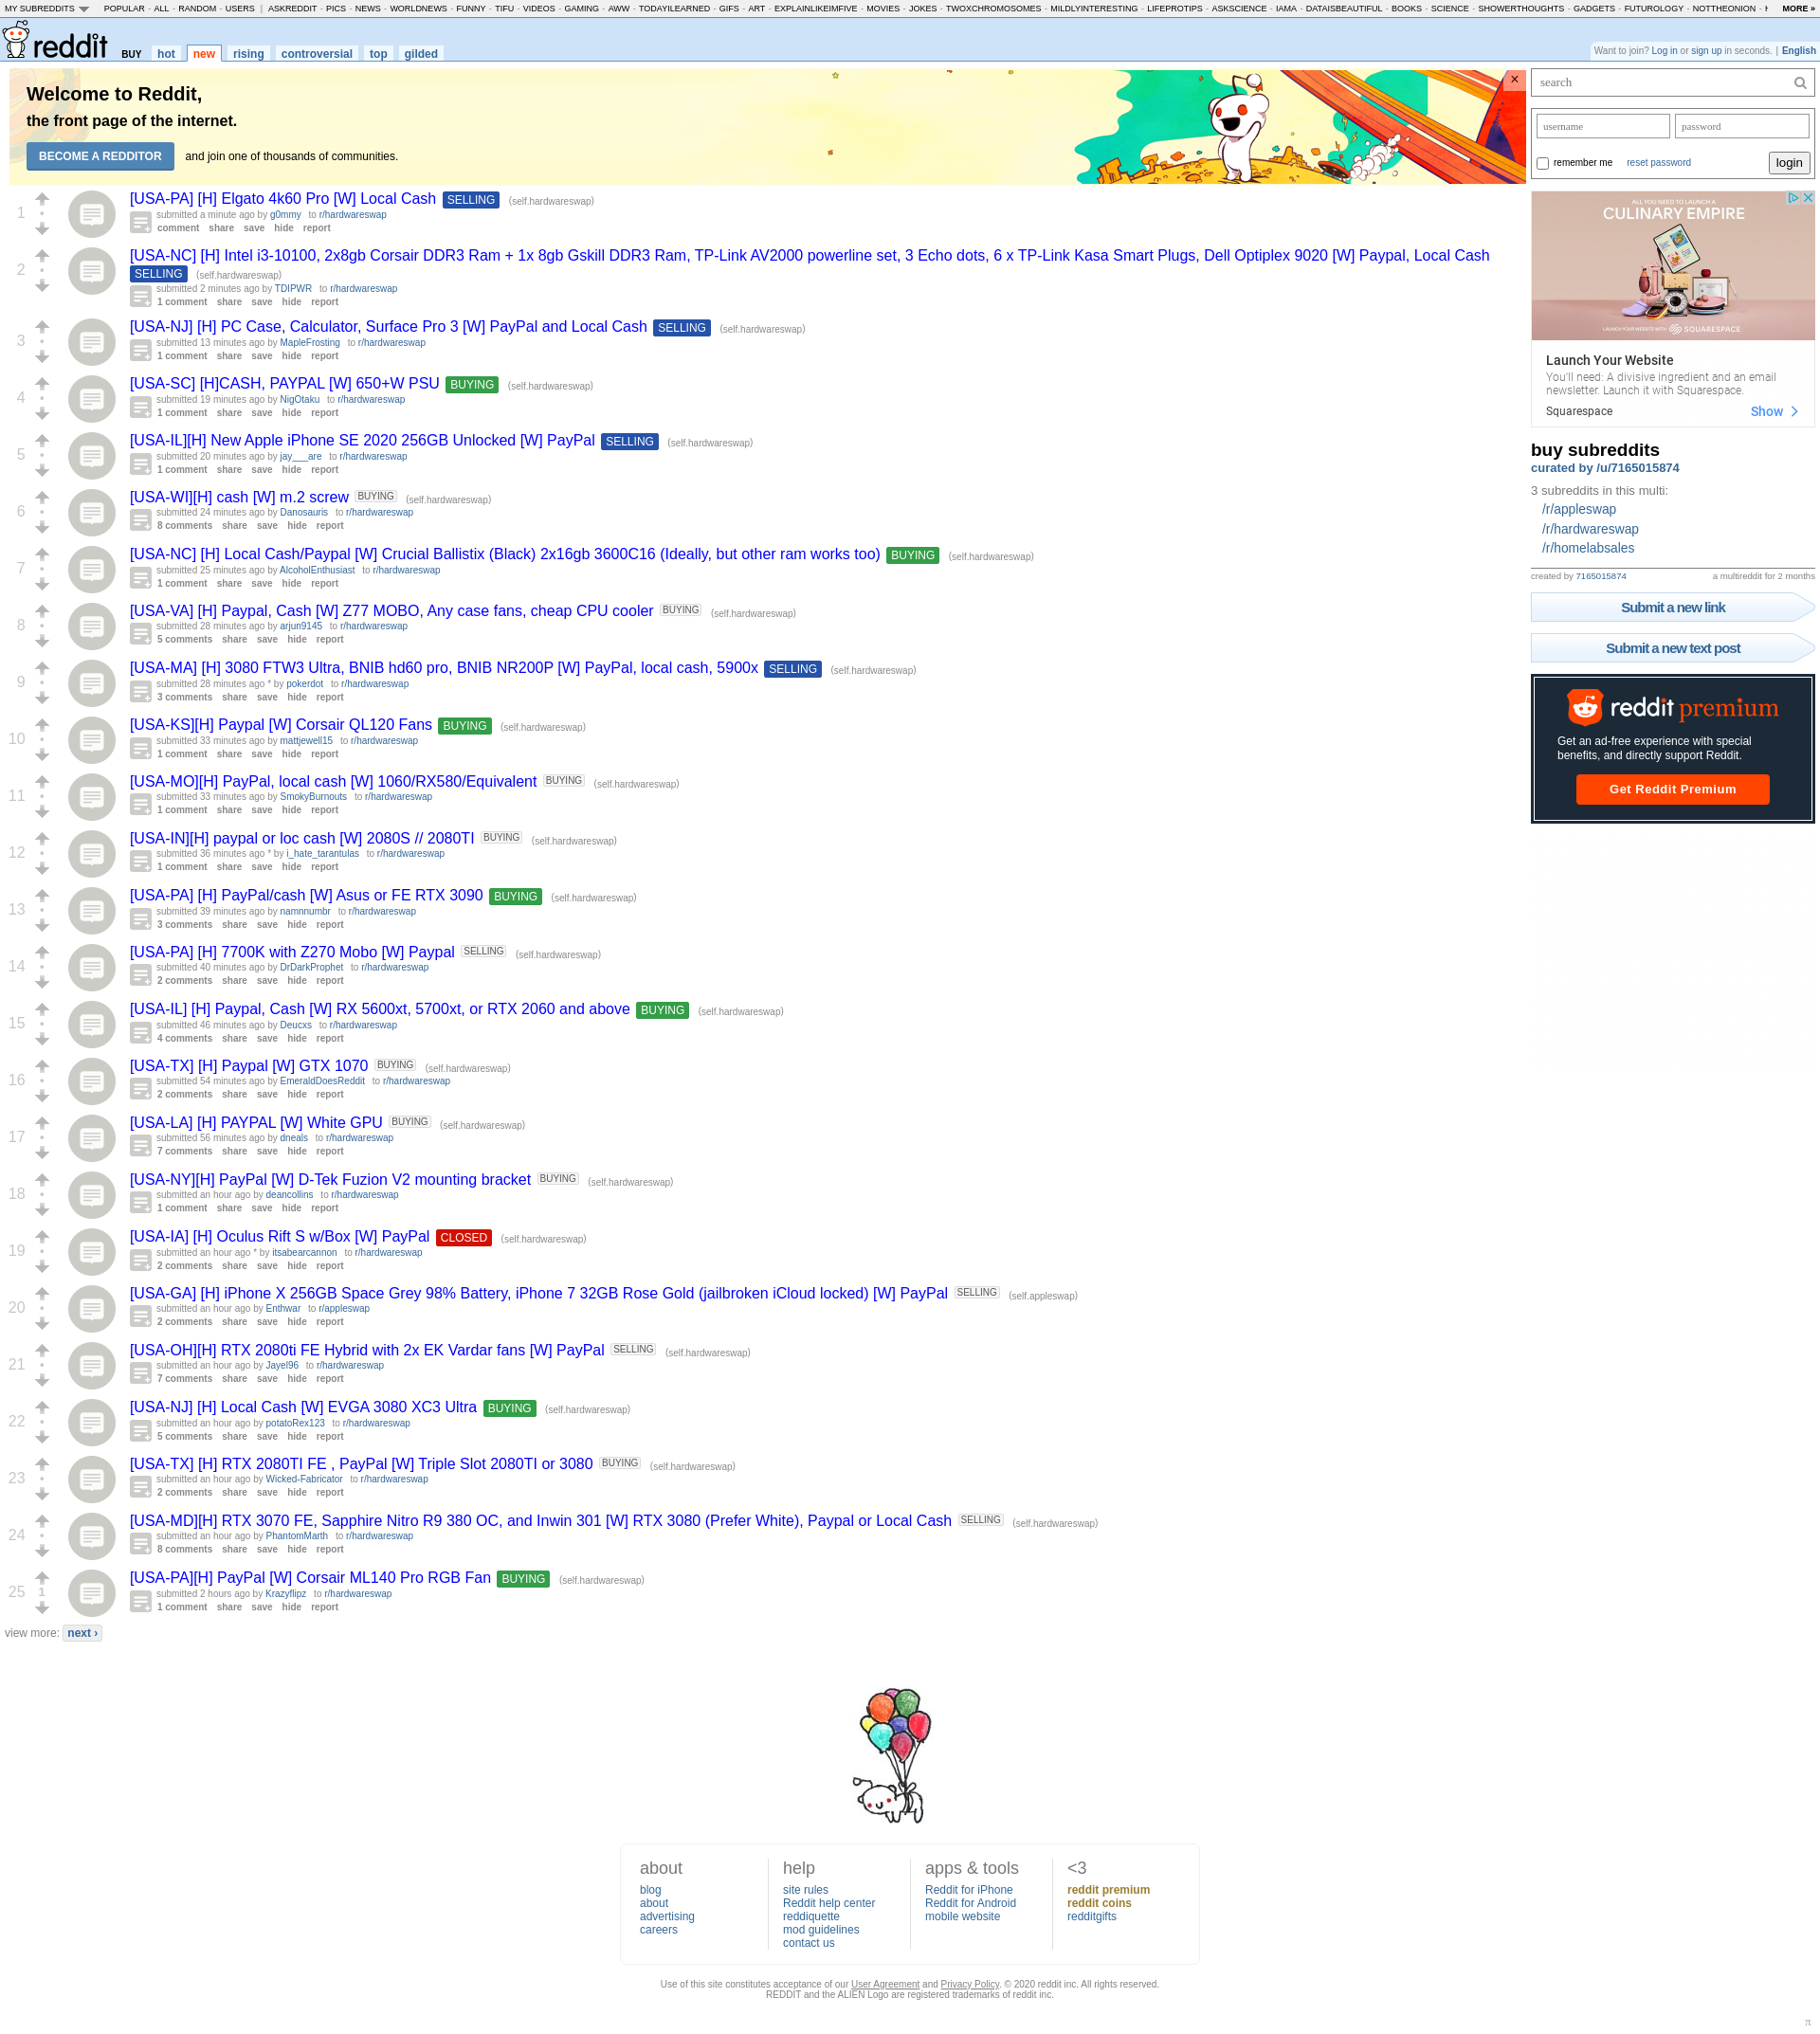 MY SUBREDDITS POPULAR - ALL - RANDOM - USERS | ASKREDDIT - PICS - NEWS - WORLDNEWS - FUNNY - TIFU - VIDEOS - GAMING - AWW - TODAYILEARNED - GIFS - ART - EXPLAINLIKEIMFIVE - MOVIES - JOKES - TWOXCHROMOSOMES - MILDLYINTERESTING - LIFEPROTIPS - ASKSCIENCE - IAMA - DATAISBEAUTIFUL - BOOKS - SCIENCE - SHOWERTHOUGHTS - GADGETS - FUTUROLOGY - NOTTHEONION - MORE »
reddit BUY hot new rising controversial top gilded
Want to join? Log in or sign up in seconds. | English
Welcome to Reddit,
the front page of the internet.
BECOME A REDDITOR and join one of thousands of communities.
×
1
[USA-PA] [H] Elgato 4k60 Pro [W] Local Cash SELLING (self.hardwareswap)
submitted a minute ago by g0mmy to r/hardwareswap
comment share save hide report
2
[USA-NC] [H] Intel i3-10100, 2x8gb Corsair DDR3 Ram + 1x 8gb Gskill DDR3 Ram, TP-Link AV2000 powerline set, 3 Echo dots, 6 x TP-Link Kasa Smart Plugs, Dell Optiplex 9020 [W] Paypal, Local Cash
SELLING (self.hardwareswap)
submitted 2 minutes ago by TDIPWR to r/hardwareswap
1 comment share save hide report
3
[USA-NJ] [H] PC Case, Calculator, Surface Pro 3 [W] PayPal and Local Cash SELLING (self.hardwareswap)
submitted 13 minutes ago by MapleFrosting to r/hardwareswap
1 comment share save hide report
4
[USA-SC] [H]CASH, PAYPAL [W] 650+W PSU BUYING (self.hardwareswap)
submitted 19 minutes ago by NigOtaku to r/hardwareswap
1 comment share save hide report
5
[USA-IL][H] New Apple iPhone SE 2020 256GB Unlocked [W] PayPal SELLING (self.hardwareswap)
submitted 20 minutes ago by jay___are to r/hardwareswap
1 comment share save hide report
6
[USA-WI][H] cash [W] m.2 screw BUYING (self.hardwareswap)
submitted 24 minutes ago by Danosauris to r/hardwareswap
8 comments share save hide report
7
[USA-NC] [H] Local Cash/Paypal [W] Crucial Ballistix (Black) 2x16gb 3600C16 (Ideally, but other ram works too) BUYING (self.hardwareswap)
submitted 25 minutes ago by AlcoholEnthusiast to r/hardwareswap
1 comment share save hide report
8
[USA-VA] [H] Paypal, Cash [W] Z77 MOBO, Any case fans, cheap CPU cooler BUYING (self.hardwareswap)
submitted 28 minutes ago by arjun9145 to r/hardwareswap
5 comments share save hide report
9
[USA-MA] [H] 3080 FTW3 Ultra, BNIB hd60 pro, BNIB NR200P [W] PayPal, local cash, 5900x SELLING (self.hardwareswap)
submitted 28 minutes ago * by pokerdot to r/hardwareswap
3 comments share save hide report
10
[USA-KS][H] Paypal [W] Corsair QL120 Fans BUYING (self.hardwareswap)
submitted 33 minutes ago by mattjewell15 to r/hardwareswap
1 comment share save hide report
11
[USA-MO][H] PayPal, local cash [W] 1060/RX580/Equivalent BUYING (self.hardwareswap)
submitted 33 minutes ago by SmokyBurnouts to r/hardwareswap
1 comment share save hide report
12
[USA-IN][H] paypal or loc cash [W] 2080S // 2080TI BUYING (self.hardwareswap)
submitted 36 minutes ago * by i_hate_tarantulas to r/hardwareswap
1 comment share save hide report
13
[USA-PA] [H] PayPal/cash [W] Asus or FE RTX 3090 BUYING (self.hardwareswap)
submitted 39 minutes ago by namnnumbr to r/hardwareswap
3 comments share save hide report
14
[USA-PA] [H] 7700K with Z270 Mobo [W] Paypal SELLING (self.hardwareswap)
submitted 40 minutes ago by DrDarkProphet to r/hardwareswap
2 comments share save hide report
15
[USA-IL] [H] Paypal, Cash [W] RX 5600xt, 5700xt, or RTX 2060 and above BUYING (self.hardwareswap)
submitted 46 minutes ago by Deucxs to r/hardwareswap
4 comments share save hide report
16
[USA-TX] [H] Paypal [W] GTX 1070 BUYING (self.hardwareswap)
submitted 54 minutes ago by EmeraldDoesReddit to r/hardwareswap
2 comments share save hide report
17
[USA-LA] [H] PAYPAL [W] White GPU BUYING (self.hardwareswap)
submitted 56 minutes ago by dneals to r/hardwareswap
7 comments share save hide report
18
[USA-NY][H] PayPal [W] D-Tek Fuzion V2 mounting bracket BUYING (self.hardwareswap)
submitted an hour ago by deancollins to r/hardwareswap
1 comment share save hide report
19
[USA-IA] [H] Oculus Rift S w/Box [W] PayPal CLOSED (self.hardwareswap)
submitted an hour ago * by itsabearcannon to r/hardwareswap
2 comments share save hide report
20
[USA-GA] [H] iPhone X 256GB Space Grey 98% Battery, iPhone 7 32GB Rose Gold (jailbroken iCloud locked) [W] PayPal SELLING (self.appleswap)
submitted an hour ago by Enthwar to r/appleswap
2 comments share save hide report
21
[USA-OH][H] RTX 2080ti FE Hybrid with 2x EK Vardar fans [W] PayPal SELLING (self.hardwareswap)
submitted an hour ago by Jayel96 to r/hardwareswap
7 comments share save hide report
22
[USA-NJ] [H] Local Cash [W] EVGA 3080 XC3 Ultra BUYING (self.hardwareswap)
submitted an hour ago by potatoRex123 to r/hardwareswap
5 comments share save hide report
23
[USA-TX] [H] RTX 2080TI FE , PayPal [W] Triple Slot 2080TI or 3080 BUYING (self.hardwareswap)
submitted an hour ago by Wicked-Fabricator to r/hardwareswap
2 comments share save hide report
24
[USA-MD][H] RTX 3070 FE, Sapphire Nitro R9 380 OC, and Inwin 301 [W] RTX 3080 (Prefer White), Paypal or Local Cash SELLING (self.hardwareswap)
submitted an hour ago by PhantomMarth to r/hardwareswap
8 comments share save hide report
25 1
[USA-PA][H] PayPal [W] Corsair ML140 Pro RGB Fan BUYING (self.hardwareswap)
submitted 2 hours ago by Krazyflipz to r/hardwareswap
1 comment share save hide report
view more: next ›
search
username password
remember me reset password login
ALL YOU NEED TO LAUNCH A
CULINARY EMPIRE
LAUNCH YOUR WEBSITE WITH SQUARESPACE
Launch Your Website
You'll need: A divisive ingredient and an email
newsletter. Launch it with Squarespace.
Squarespace Show
buy subreddits
curated by /u/7165015874
3 subreddits in this multi:
/r/appleswap
/r/hardwareswap
/r/homelabsales
created by 7165015874 a multireddit for 2 months
Submit a new link
Submit a new text post
reddit premium
Get an ad-free experience with special
benefits, and directly support Reddit.
Get Reddit Premium
about
blog
about
advertising
careers
help
site rules
Reddit help center
reddiquette
mod guidelines
contact us
apps & tools
Reddit for iPhone
Reddit for Android
mobile website
<3
reddit premium
reddit coins
redditgifts
Use of this site constitutes acceptance of our User Agreement and Privacy Policy. © 2020 reddit inc. All rights reserved.
REDDIT and the ALIEN Logo are registered trademarks of reddit inc.
π